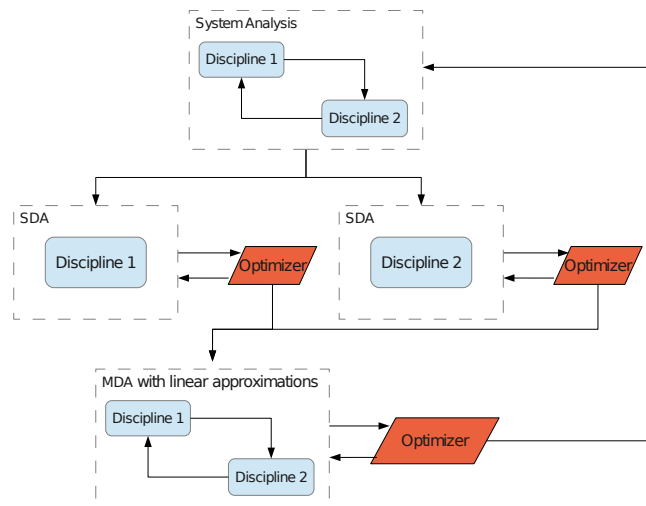 System Analysis
Discipline 1
Discipline 2
SDA
Discipline 1
Optimizer
SDA
Discipline 2
Optimizer
MDA with linear approximations
Discipline 1
Discipline 2
Optimizer